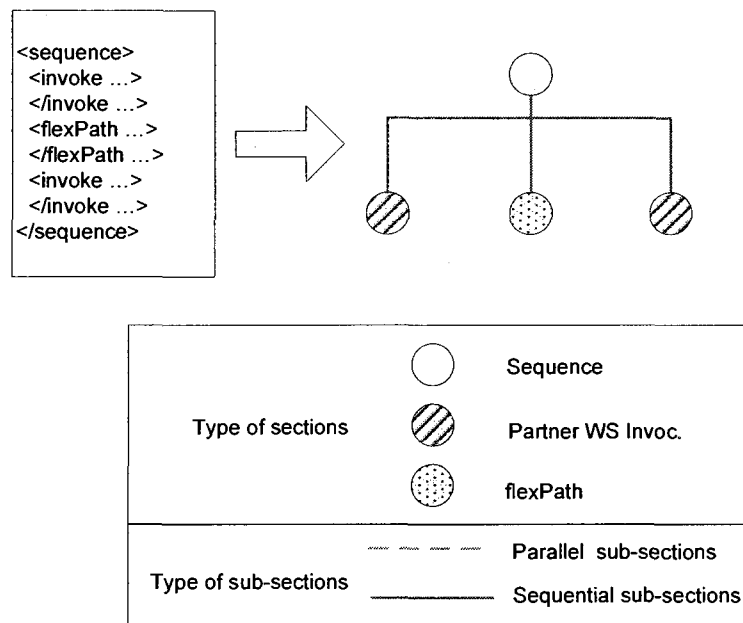 <sequence>
<invoke ...>
</invoke ...>
<flexPath ...>
</flexPath ...>
<invoke ...>
</invoke ...>
</sequence>
Type of sections
Sequence
Partner WS Invoc.
flexPath
Type of sub-sections
Parallel sub-sections
Sequential sub-sections